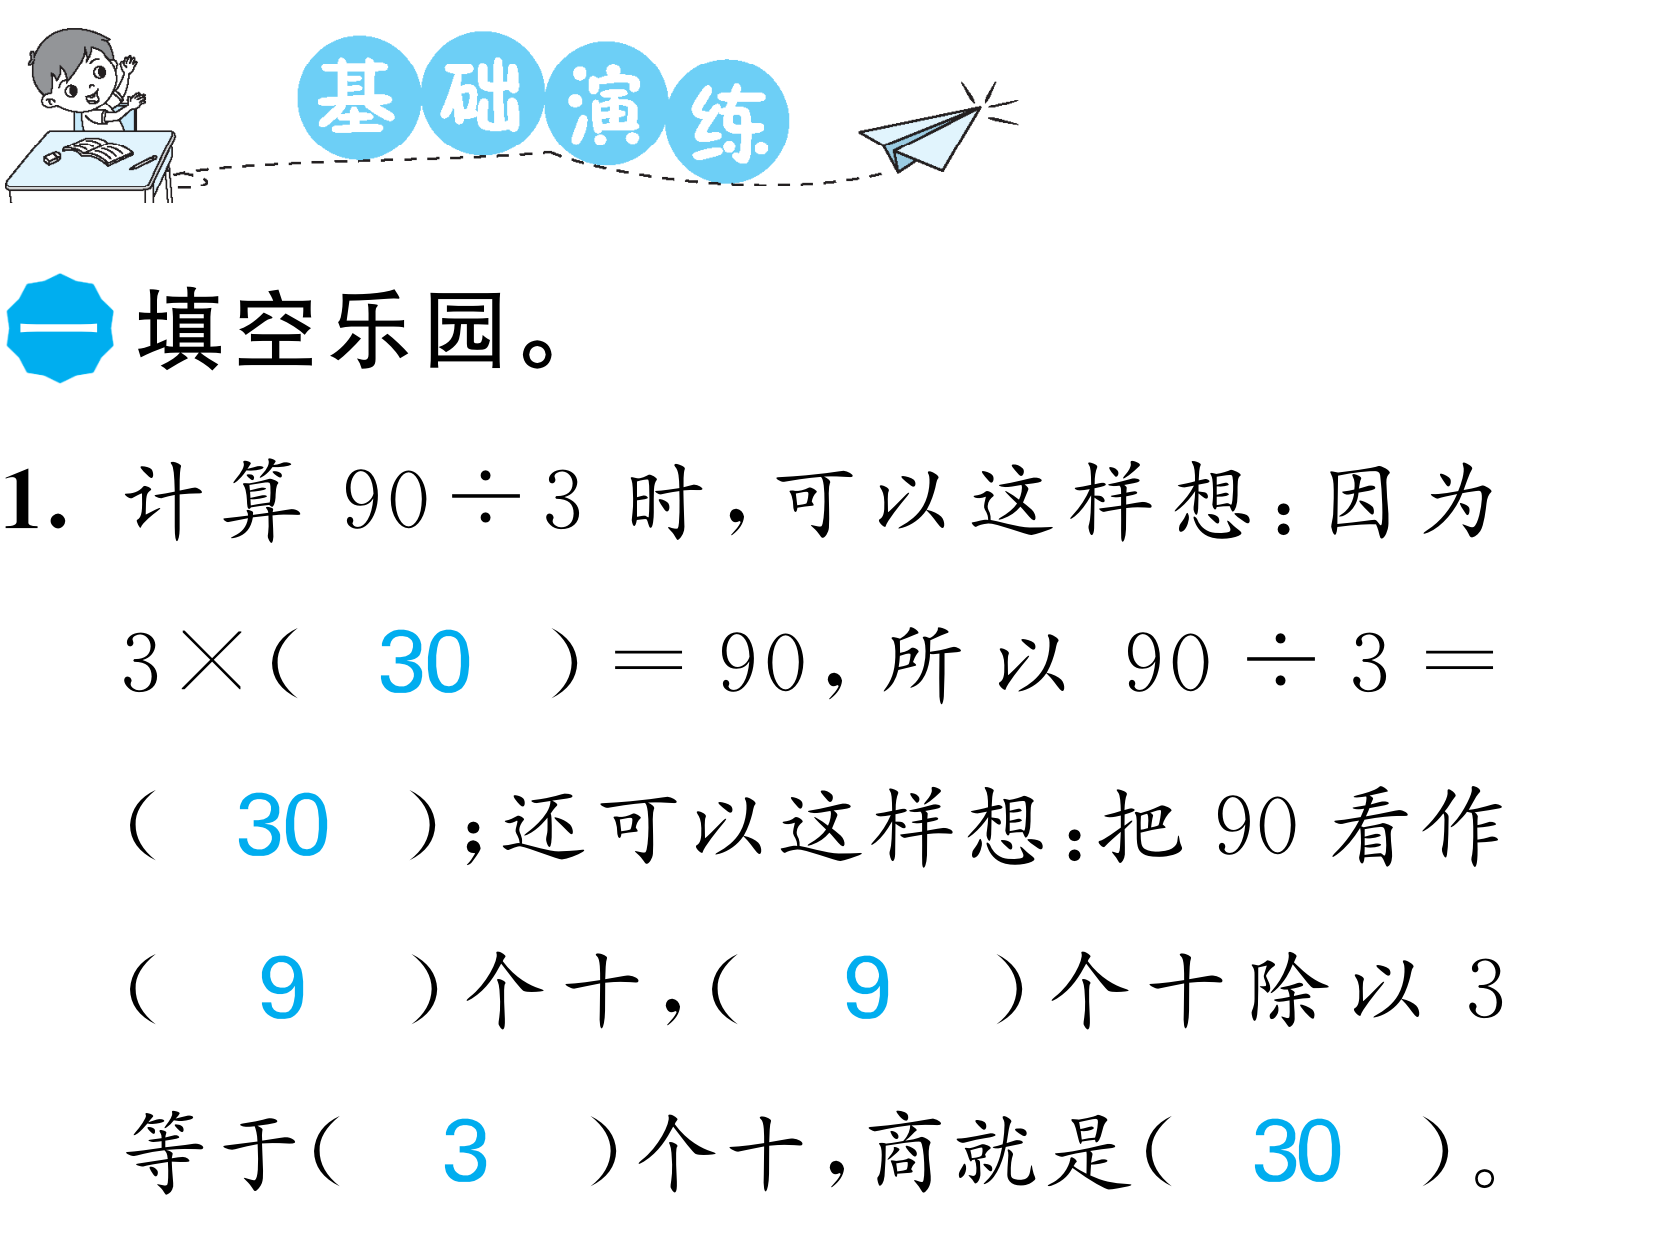 基础演练
一 填空乐园。
1. 计算 90÷3 时,可以这样想:因为
3×( 30 )=90,所以 90÷3=
( 30 );还可以这样想:把 90 看作
( 9 )个十,( 9 )个十除以 3
等于( 3 )个十,商就是( 30 )。